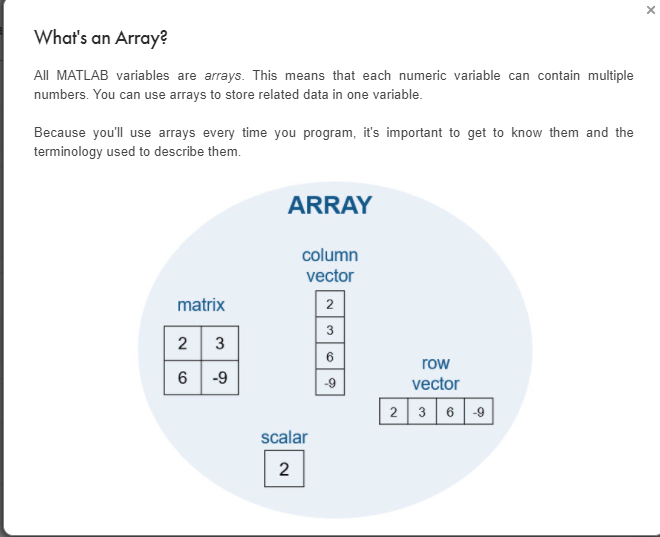 What's an Array?
All MATLAB variables are arrays. This means that each numeric variable can contain multiple
numbers. You can use arrays to store related data in one variable.
Because you'll use arrays every time you program, it's important to get to know them and the
terminology used to describe them.
ARRAY
column
vector
2
3
6
-9
matrix
2 3
6 -9
row
vector
2 3 6 -9
scalar
2